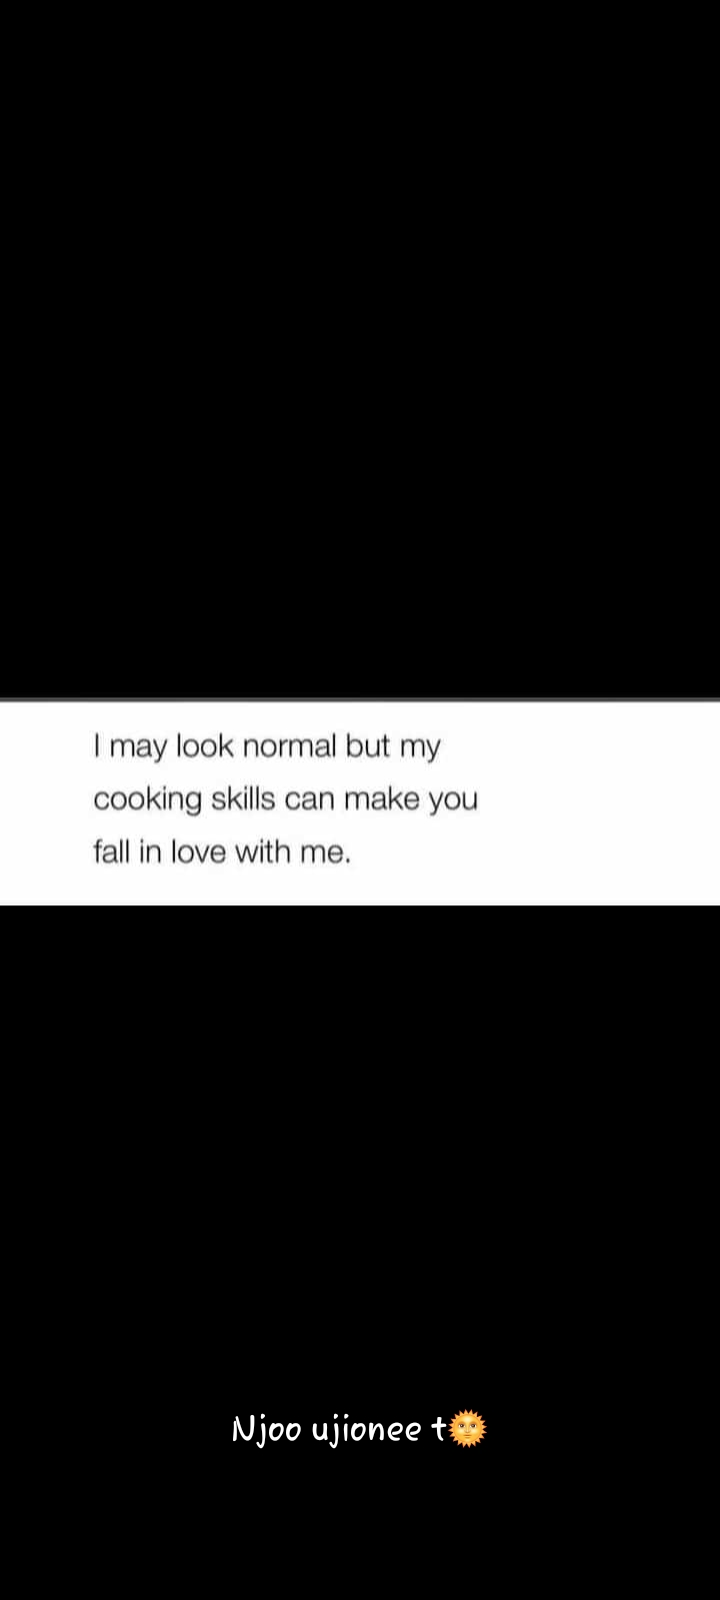 I may look normal but my
cooking skills can make you
fall in love with me.
Njoo ujionee t🌞